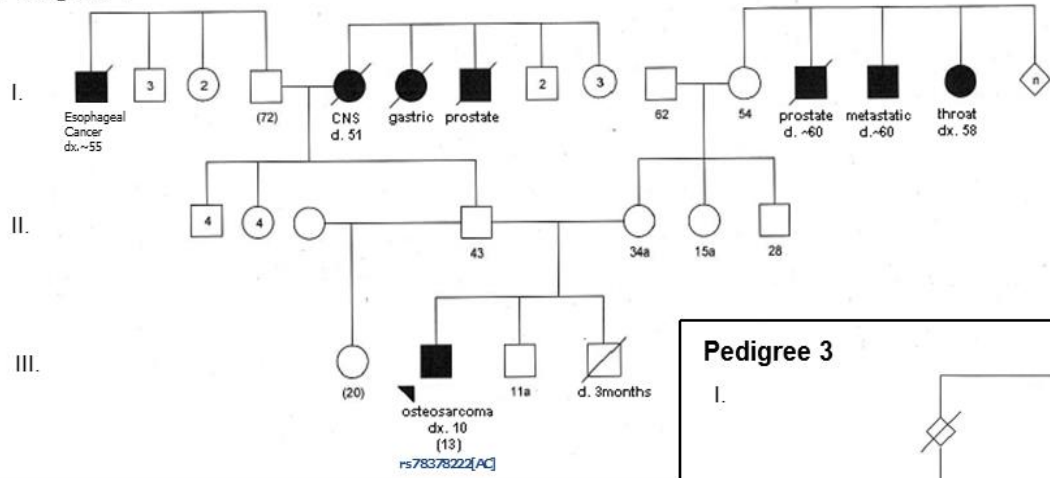 I.
3
2
2
3
n
Esophageal
Cancer
dx.~55
(72)
CNS
d. 51
gastric
prostate
62
54
prostate
d. ~60
metastatic
d.~60
throat
dx. 58
II.
4
4
43
34a
15a
28
III.
(20)
osteosarcoma
dx. 10
(13)
rs78378222[AC]
11a
d. 3months
Pedigree 3
I.